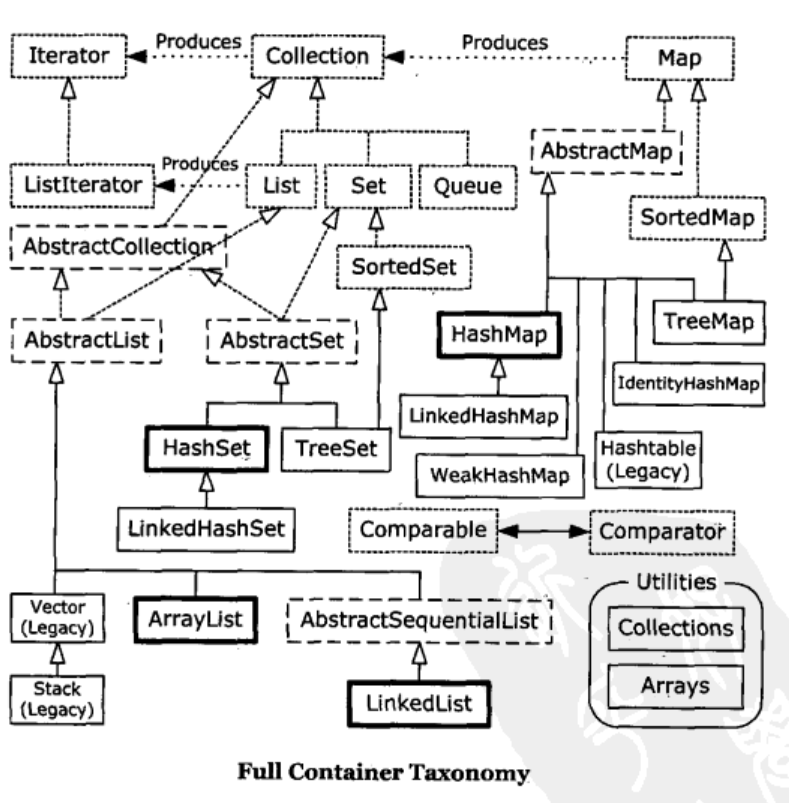 Iterator
Produces
Collection
Produces
Map
AbstractMap
ListIterator
Produces
List
Set
Queue
AbstractCollection
SortedSet
SortedMap
AbstractList
AbstractSet
HashMap
TreeMap
IdentityHashMap
LinkedHashMap
HashSet
TreeSet
WeakHashMap
Hashtable
(Legacy)
LinkedHashSet
Comparable
Comparator
Utilities
Collections
Arrays
Vector
(Legacy)
ArrayList
AbstractSequentialList
Stack
(Legacy)
LinkedList
Full Container Taxonomy